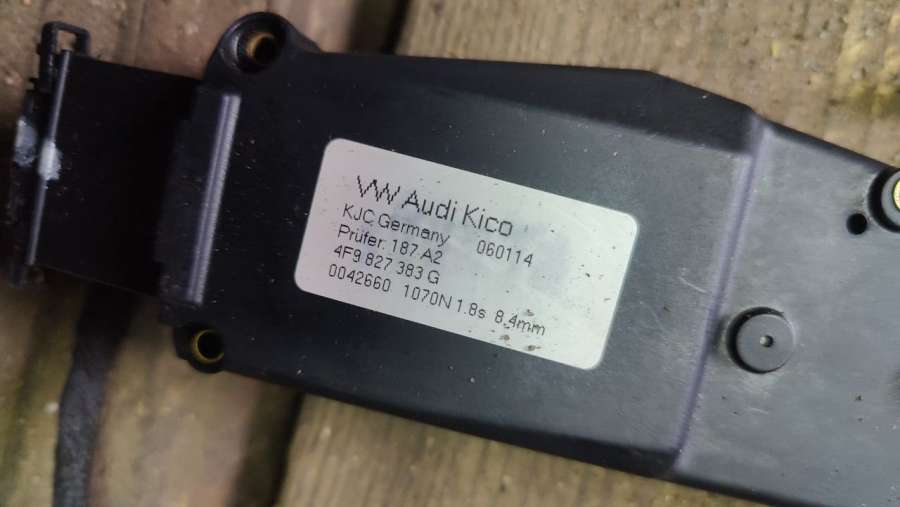 VW Audi Kico
KJC Germany 060114
Prüfer: 187 A2
4F9 827 383 G
0042660 1070N 1.8s 8.4mm